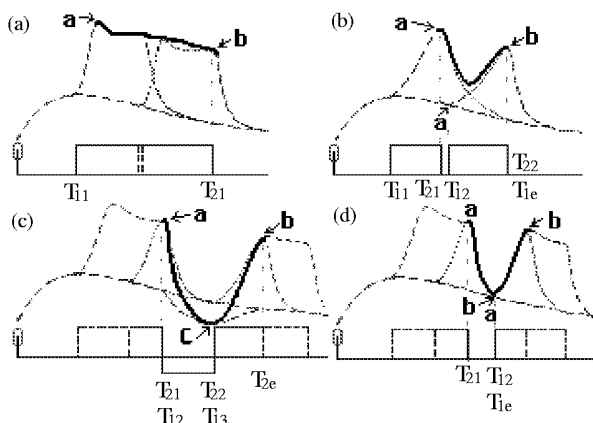 (a) a b
T11 T21
(b) a b
a
T11 T21 T12 T22
T1e
(c) a b
C
T21 T22 T2e
T12 T13
(d) a b
b
a
T21 T12
T1e